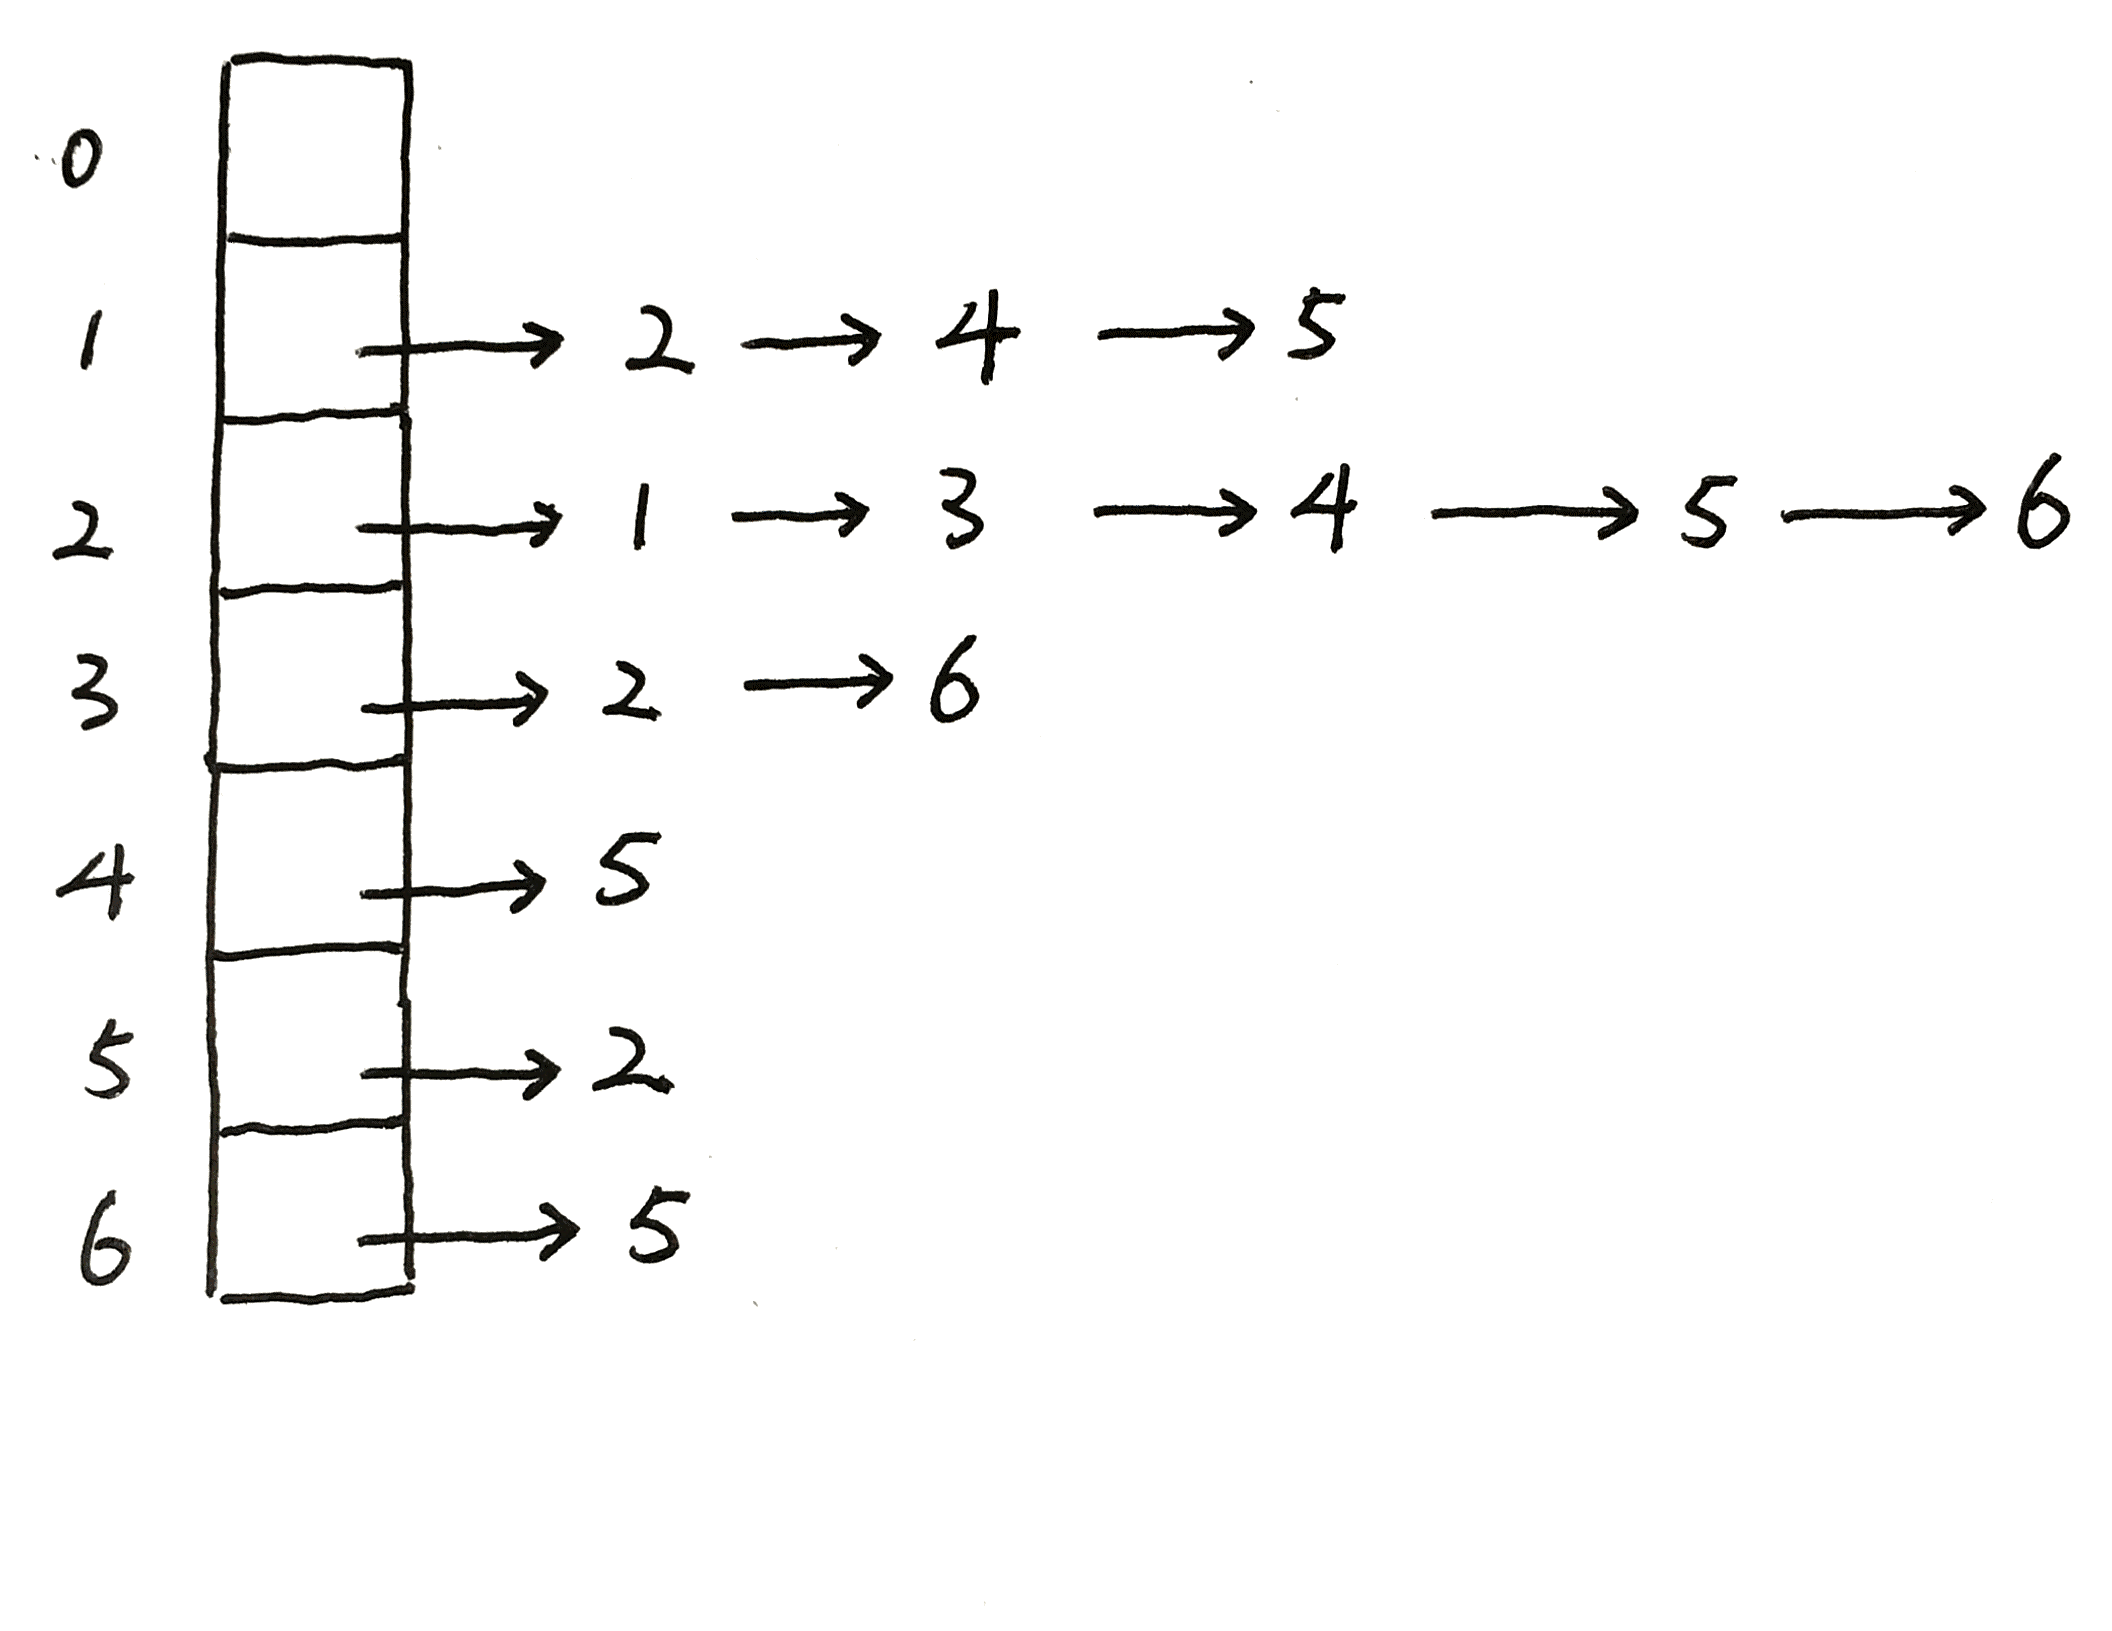 0
1 → 2 → 4 → 5
2 → 1 → 3 → 4 → 5 → 6
3 → 2 → 6
4 → 5
5 → 2
6 → 5